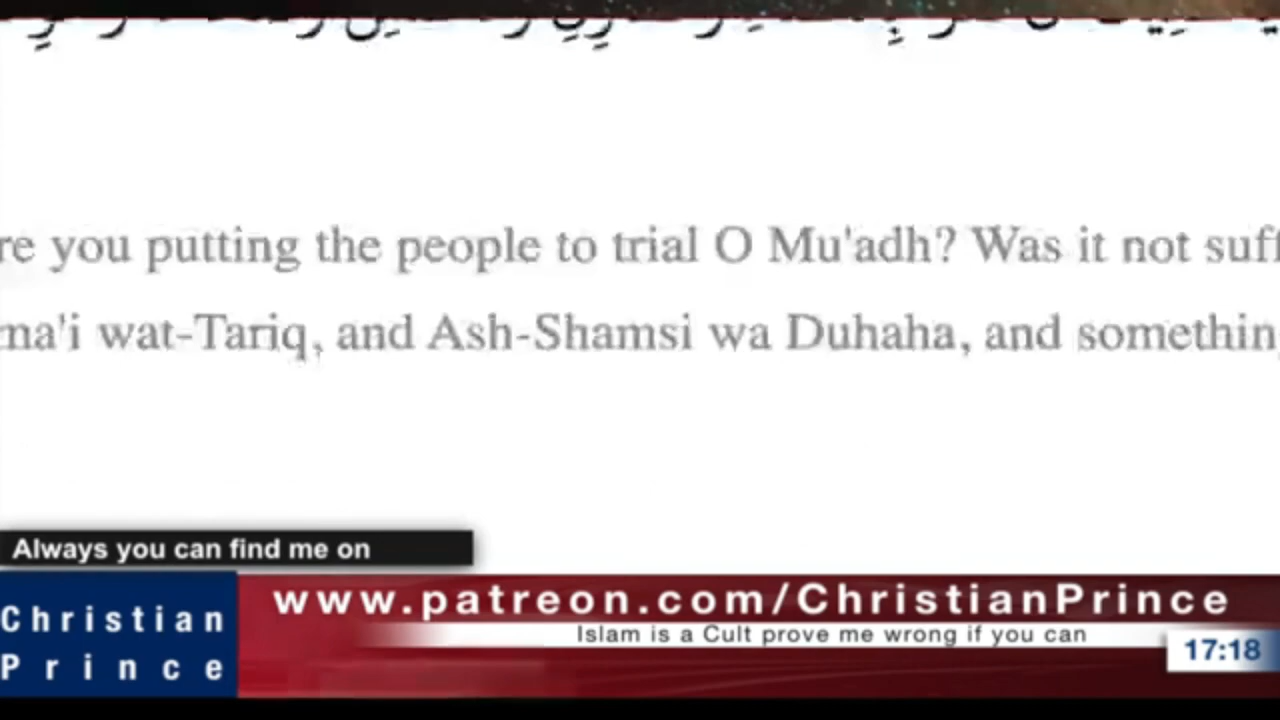 re you putting the people to trial O Mu'adh? Was it not suff
ma'i wat-Tariq, and Ash-Shamsi wa Duhaha, and something
Always you can find me on
Christian
Prince
www.patreon.com/ChristianPrince
Islam is a Cult prove me wrong if you can
17:18